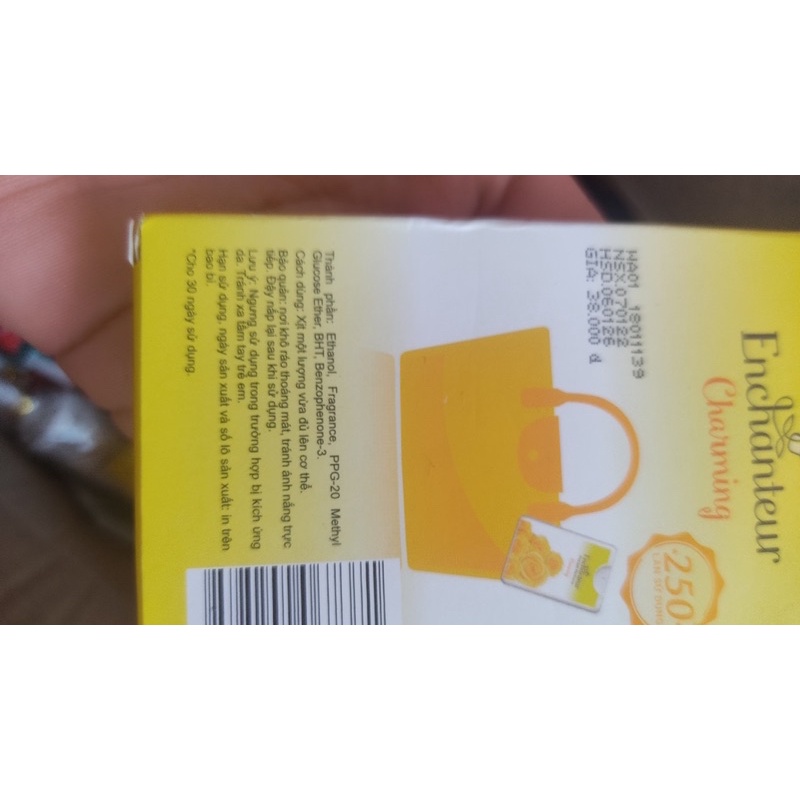 Enchanteur
Charming
250
LẦN SỬ DỤNG
WA01 18011139
NSX.070122
HSD.060126
GIÁ: 38.000 đ
Thành phần: Ethanol, Fragrance, PPG-20 Methyl
Glucose Ether, BHT, Benzophenone-3.
Cách dùng: Xịt một lượng vừa đủ lên cơ thể.
Bảo quản: nơi khô ráo thoáng mát, tránh ánh nắng trực
tiếp. Đậy nắp lại sau khi sử dụng.
Lưu ý: Ngưng sử dụng trong trường hợp bị kích ứng
da. Tránh xa tầm tay trẻ em.
Hạn sử dụng, ngày sản xuất và số lô sản xuất: in trên
bao bì.
*Cho 30 ngày sử dụng.